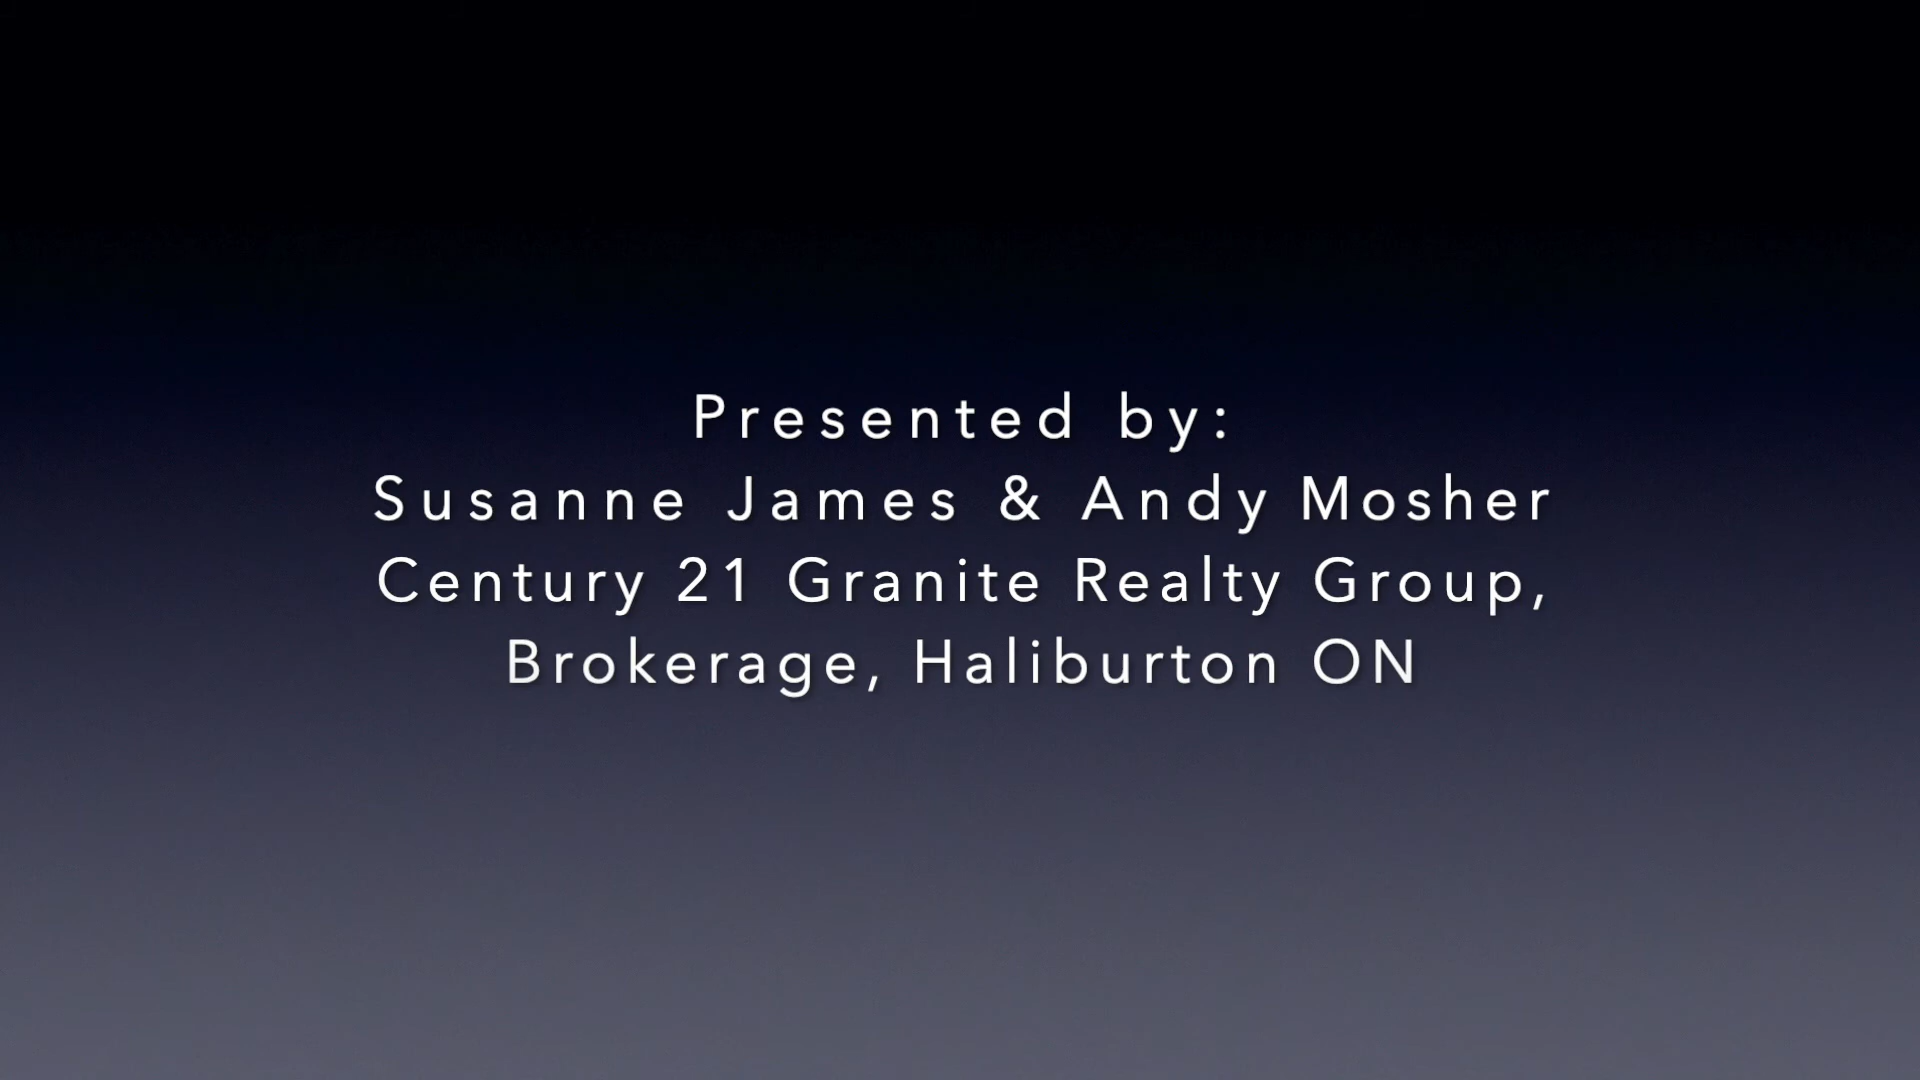 Presented by:
Susanne James & Andy Mosher
Century 21 Granite Realty Group,
Brokerage, Haliburton ON